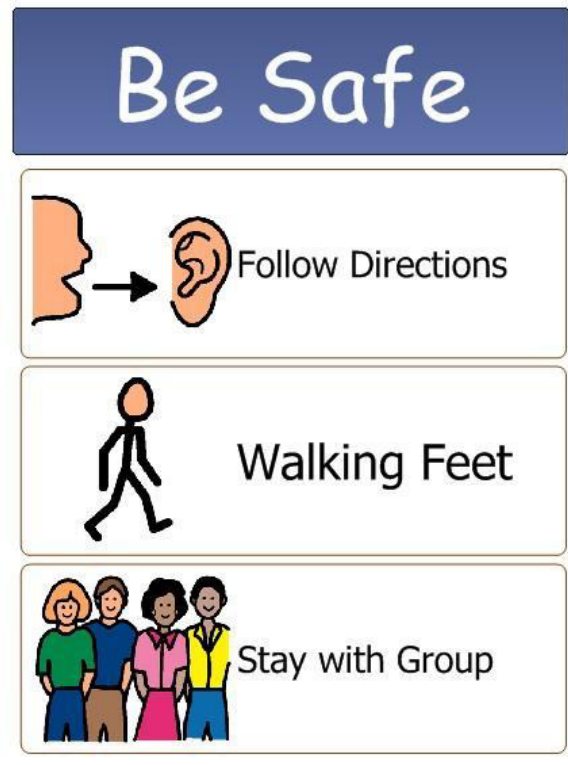 Be Safe
Follow Directions
Walking Feet
Stay with Group